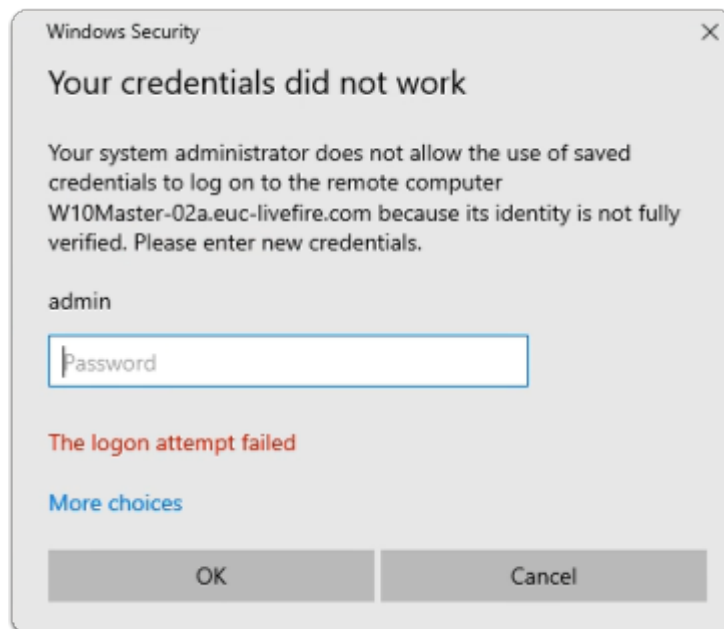 Windows Security
Your credentials did not work
Your system administrator does not allow the use of saved
credentials to log on to the remote computer
W10Master-02a.euc-livefire.com because its identity is not fully
verified. Please enter new credentials.
admin
Password
The logon attempt failed
More choices
OK Cancel